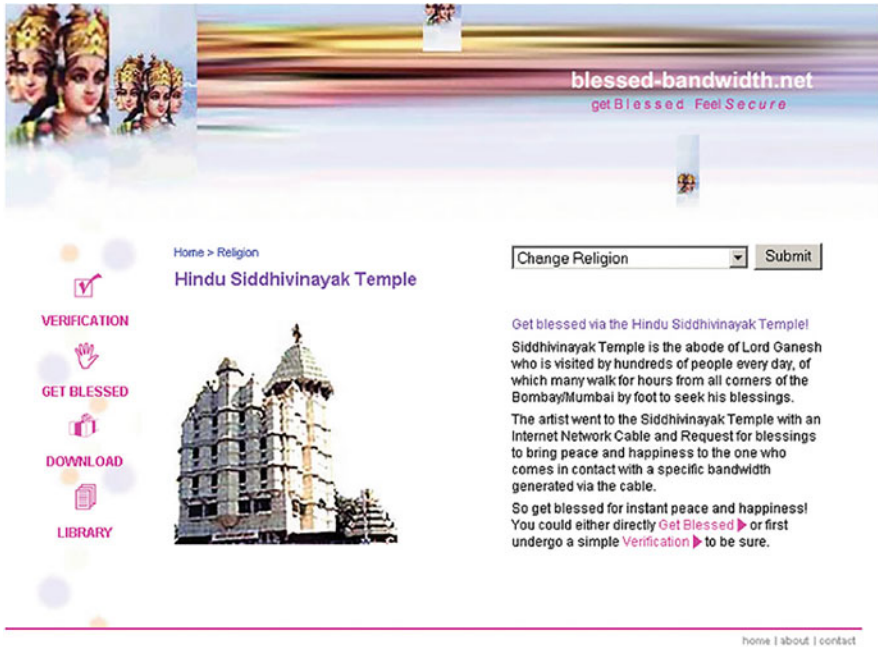 blessed-bandwidth.net
get Blessed Feel Secure
Home > Religion
Hindu Siddhivinayak Temple
Change Religion
Submit
VERIFICATION
GET BLESSED
DOWNLOAD
LIBRARY
Get blessed via the Hindu Siddhivinayak Temple!
Siddhivinayak Temple is the abode of Lord Ganesh
who is visited by hundreds of people every day, of
which many walk for hours from all corners of the
Bombay/Mumbai by foot to seek his blessings.
The artist went to the Siddhivinayak Temple with an
Internet Network Cable and Request for blessings
to bring peace and happiness to the one who
comes in contact with a specific bandwidth
generated via the cable.
So get blessed for instant peace and happiness!
You could either directly Get Blessed or first
undergo a simple Verification to be sure.
home | about | contact